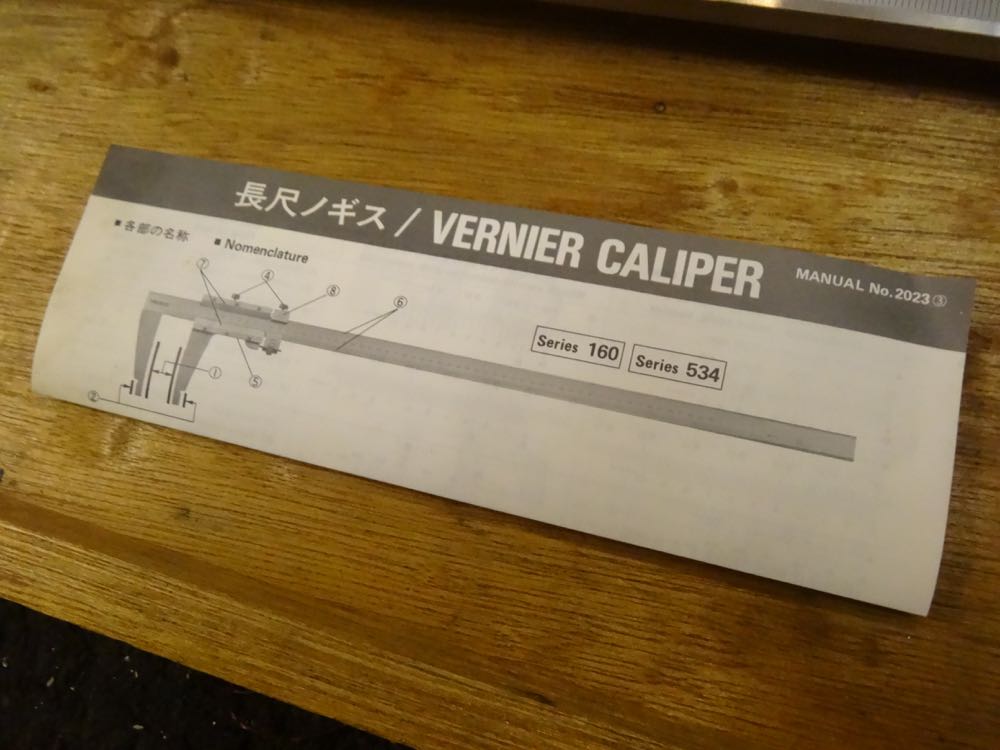 長尺ノギス / VERNIER CALIPER
MANUAL No.2023③
■各部の名称 ■Nomenclature
⑦ ④ ⑧ ⑥
Series 160 Series 534
① ⑤
②